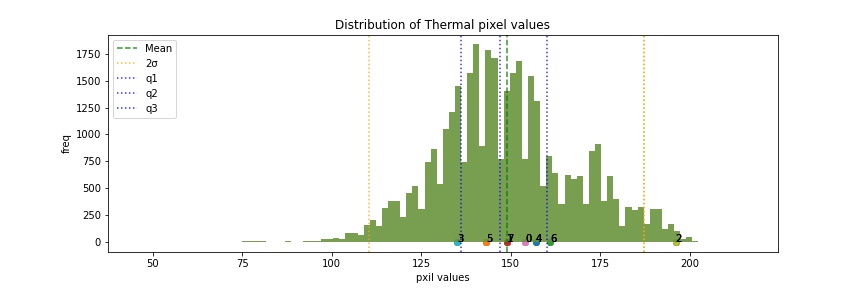 Distribution of Thermal pixel values
Mean
2σ
q1
q2
q3
freq
1750
1500
1250
1000
750
500
250
0
3 5 7 0 4 6 2
50 75 100 125 150 175 200
pxil values